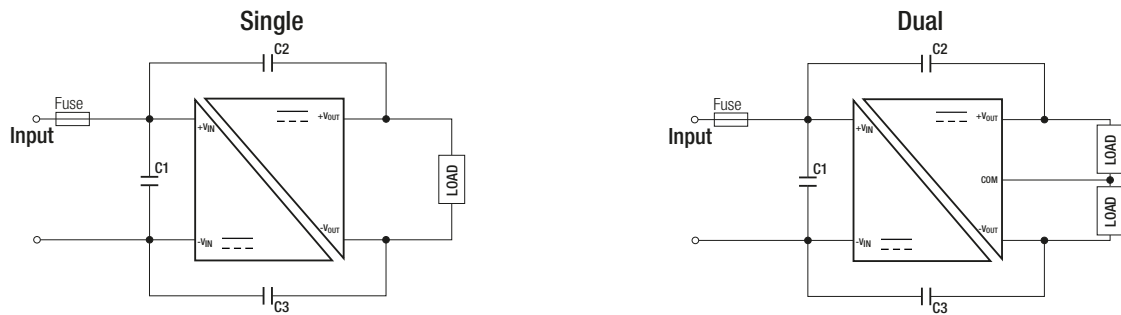 Single
C2
Fuse
Input
+VIN
+VOUT
C1
LOAD
-VIN
-VOUT
C3
Dual
C2
Fuse
Input
+VIN
+VOUT
LOAD
C1
COM
LOAD
-VIN
-VOUT
C3